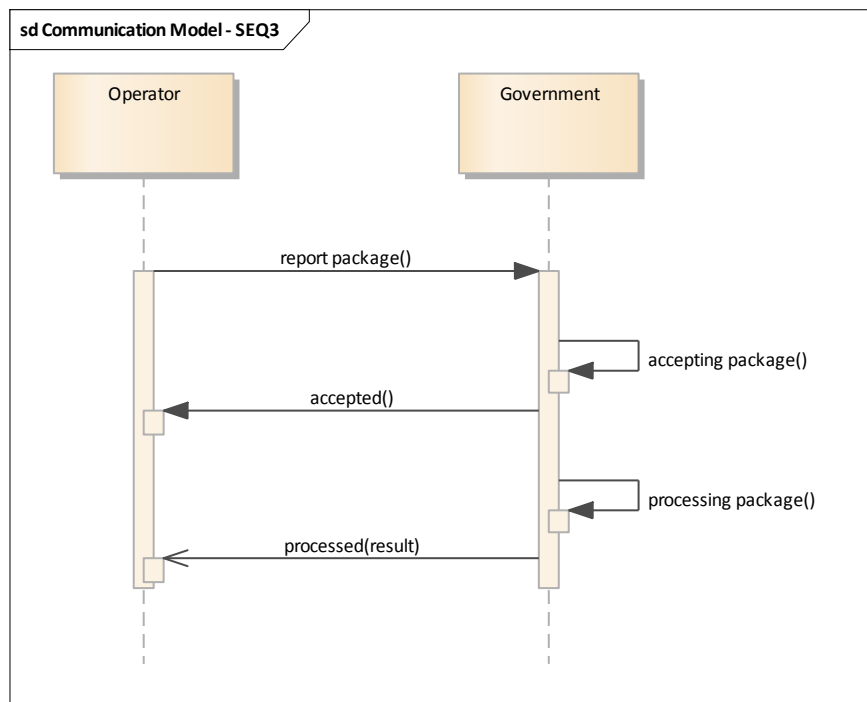 sd Communication Model - SEQ3
Operator
Government
report package()
accepting package()
accepted()
processing package()
processed(result)